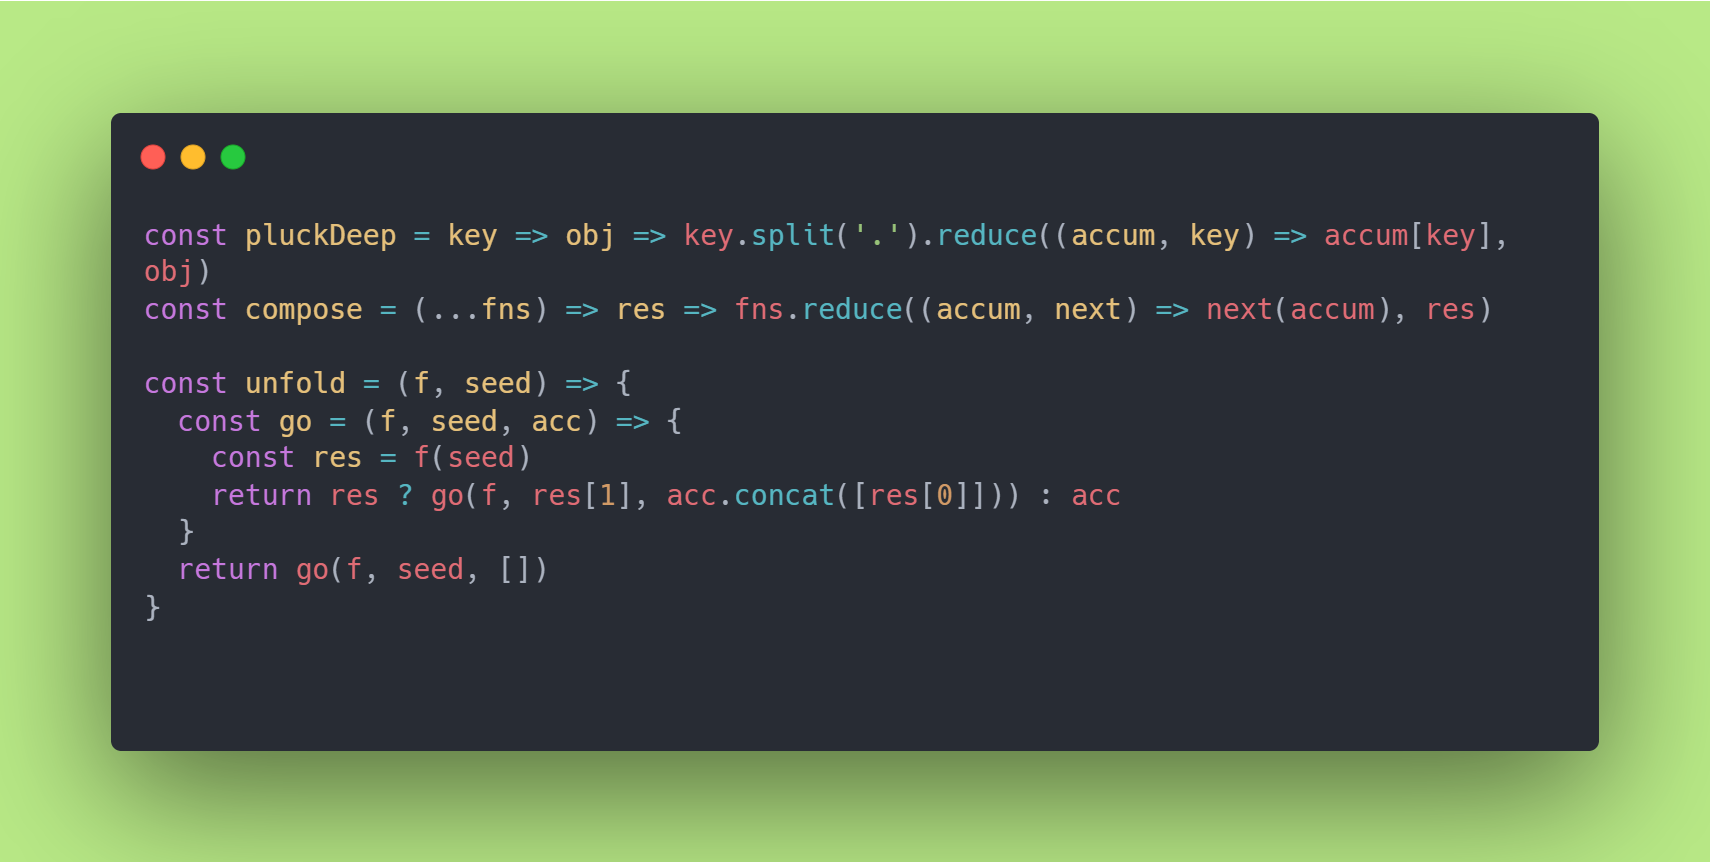 const pluckDeep = key => obj => key.split('.').reduce((accum, key) => accum[key],
obj)
const compose = (...fns) => res => fns.reduce((accum, next) => next(accum), res)

const unfold = (f, seed) => {
  const go = (f, seed, acc) => {
    const res = f(seed)
    return res ? go(f, res[1], acc.concat([res[0]])) : acc
  }
  return go(f, seed, [])
}